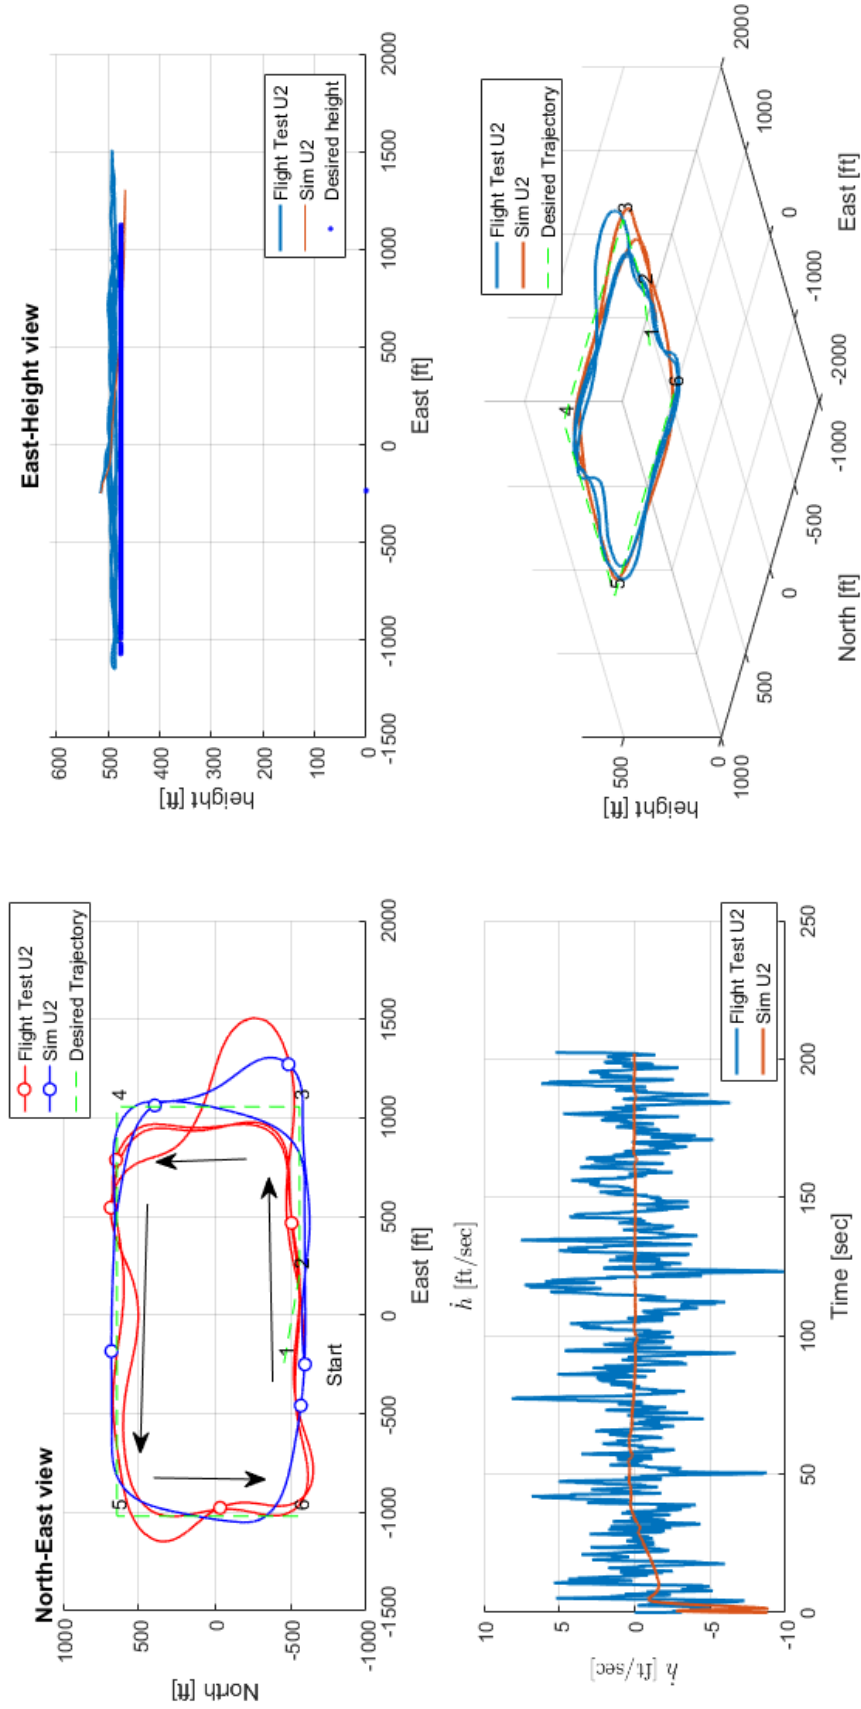 North-East view
1000
500
0
-500
-1000
North [ft]
-1500
-1000
-500
0
500
1000
1500
2000
East [ft]
Flight Test U2
Sim U2
Desired Trajectory
1
2
3
4
5
6
Start
East-Height view
600
500
400
300
200
100
0
height [ft]
-1500
-1000
-500
0
500
1000
1500
2000
East [ft]
Flight Test U2
Sim U2
Desired height
ḣ [ft/sec]
10
5
0
-5
-10
ḣ [ft/sec]
0
50
100
150
200
250
Time [sec]
Flight Test U2
Sim U2
500
0
height [ft]
1000
500
0
-500
-1000
North [ft]
-2000
-1000
0
1000
2000
East [ft]
Flight Test U2
Sim U2
Desired Trajectory
1
2
3
4
5
6